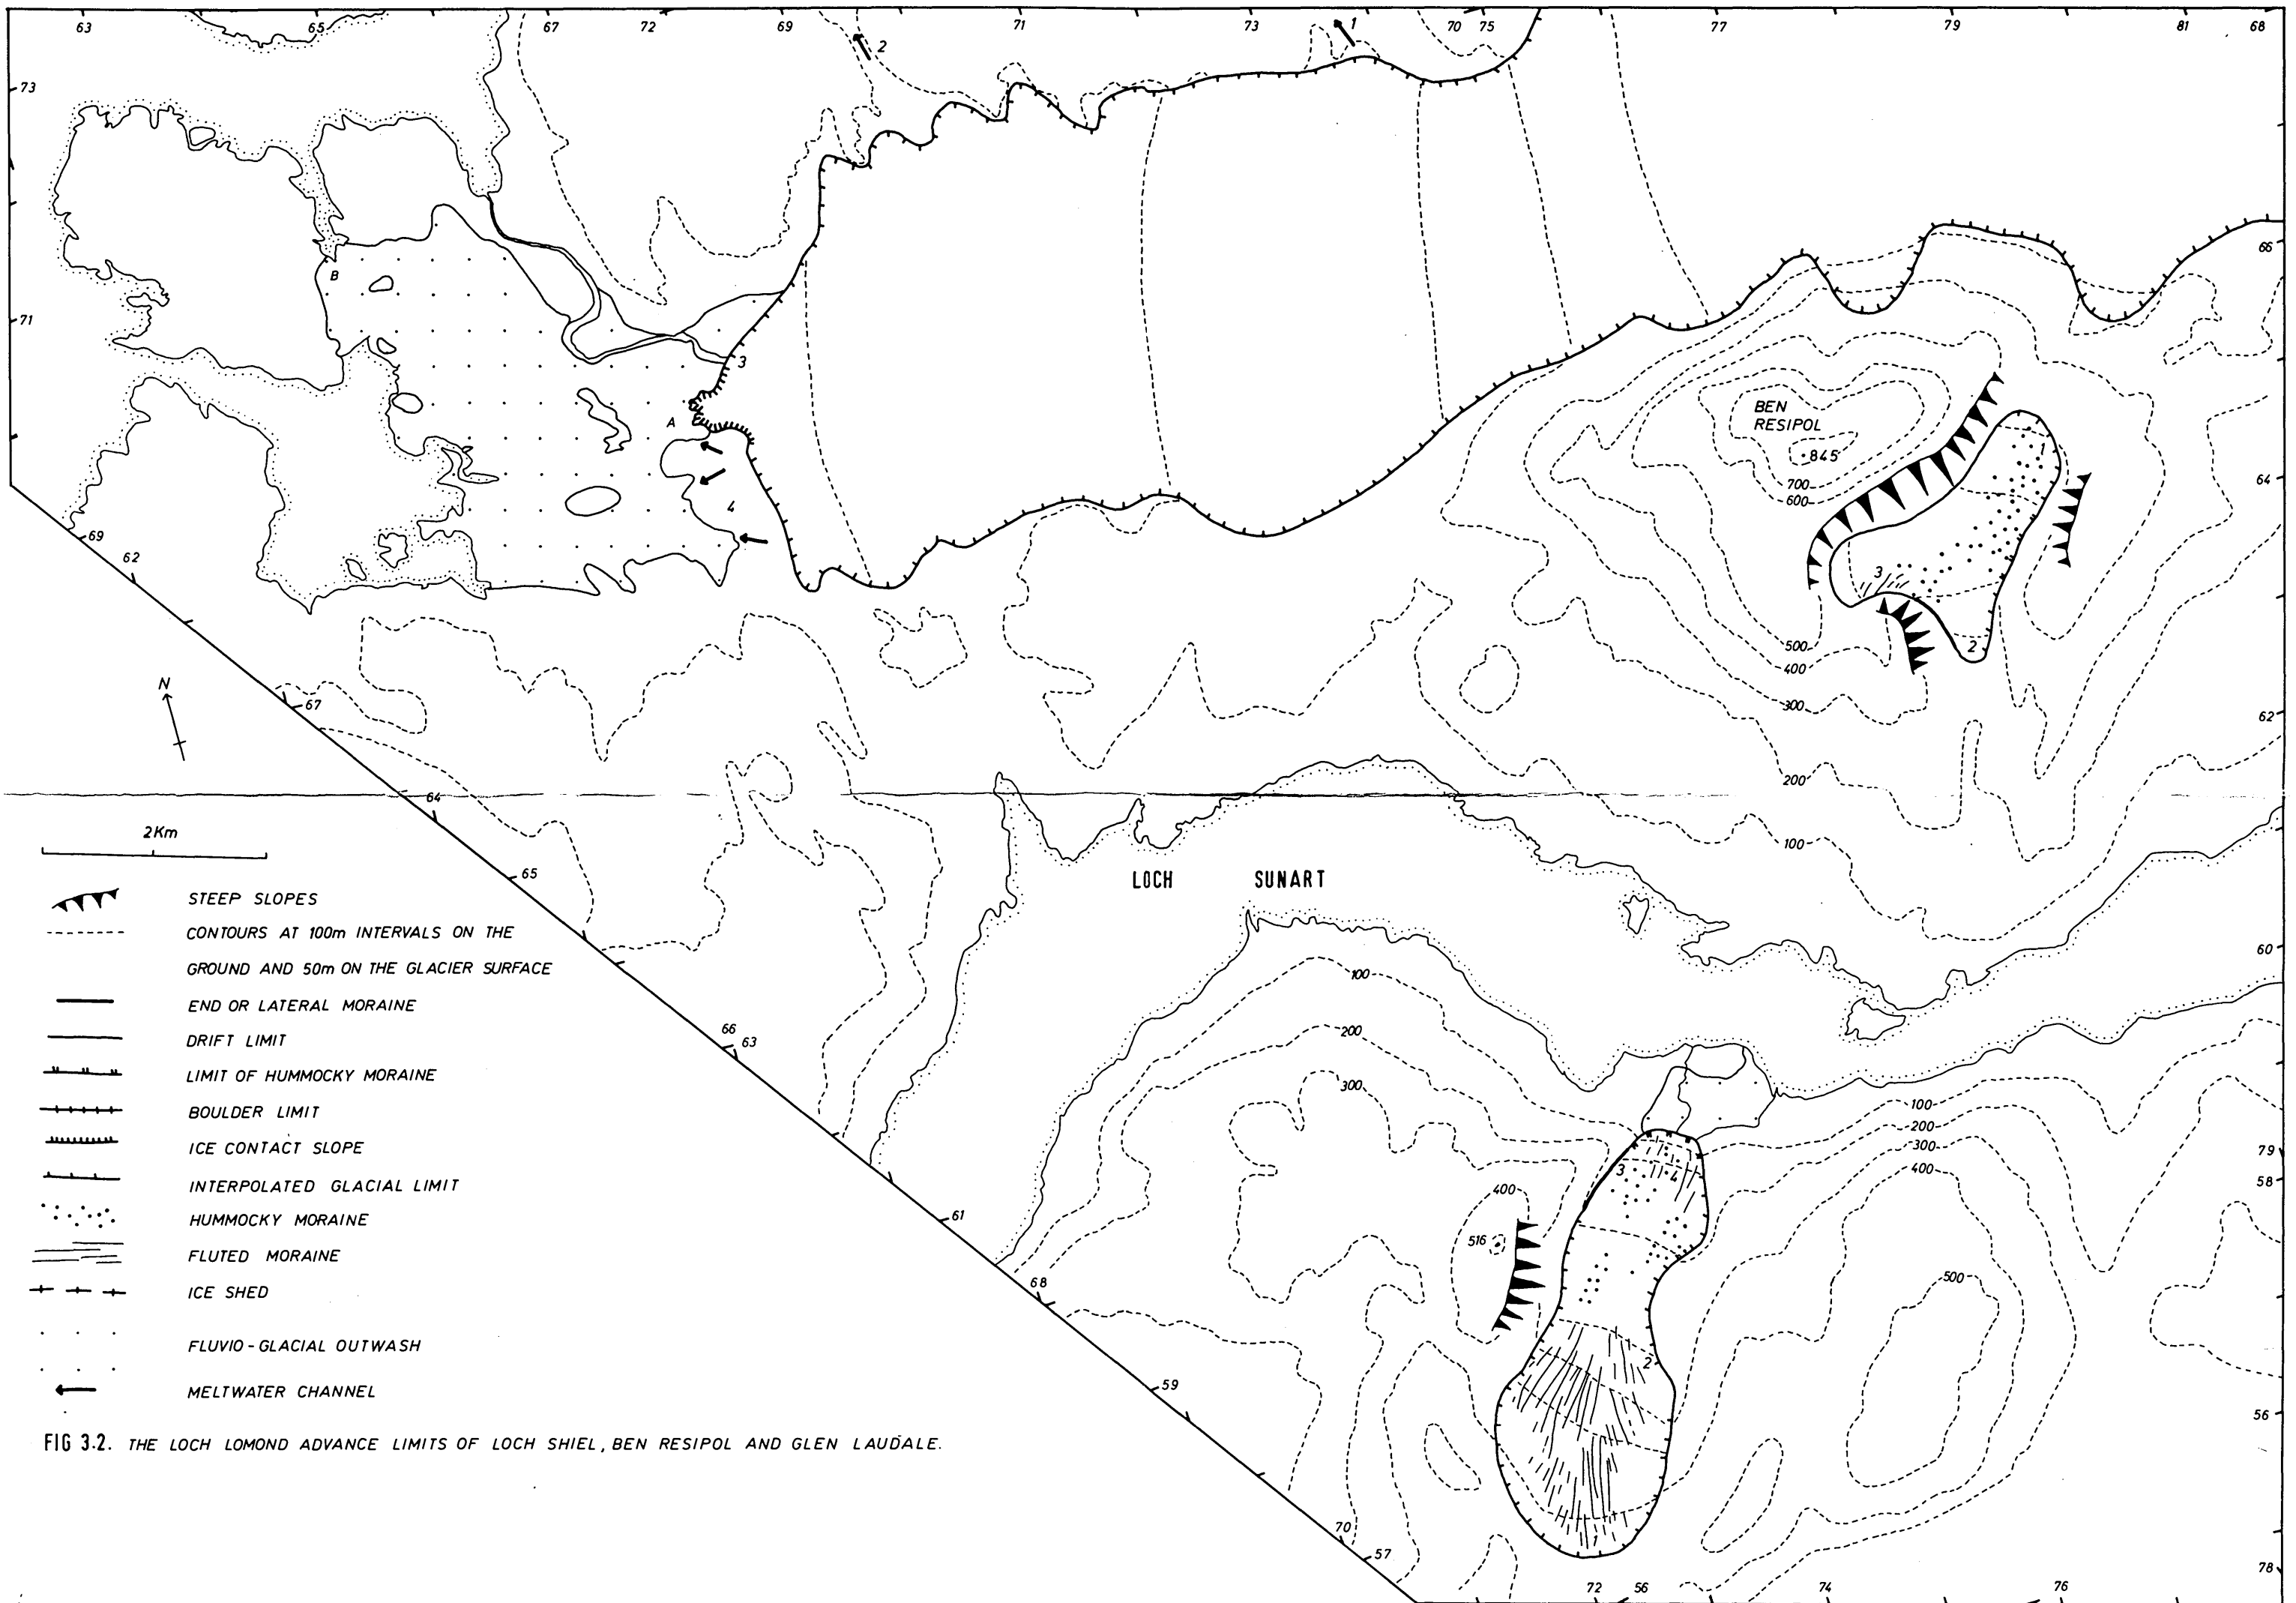 63 65 67 72 69 71 73 70 75 77 79 81 68
1
2
73
66
B
71
3
BEN
RESIPOL
845
A
1
700
600
64
4
69
62
3
500
2
400
N
67
300
62
200
64
2Km
100
65
LOCH SUNART
STEEP SLOPES
CONTOURS AT 100m INTERVALS ON THE
GROUND AND 50m ON THE GLACIER SURFACE
60
100
END OR LATERAL MORAINE
66 63
200
DRIFT LIMIT
LIMIT OF HUMMOCKY MORAINE
300
100
BOULDER LIMIT
200
ICE CONTACT SLOPE
300
79
3
400
4
58
INTERPOLATED GLACIAL LIMIT
400
HUMMOCKY MORAINE
61
516
FLUTED MORAINE
500
68
ICE SHED
FLUVIO-GLACIAL OUTWASH
2
MELTWATER CHANNEL
59
56
FIG 3.2. THE LOCH LOMOND ADVANCE LIMITS OF LOCH SHIEL, BEN RESIPOL AND GLEN LAUDALE.
70
1
57
78
72 56 74 76